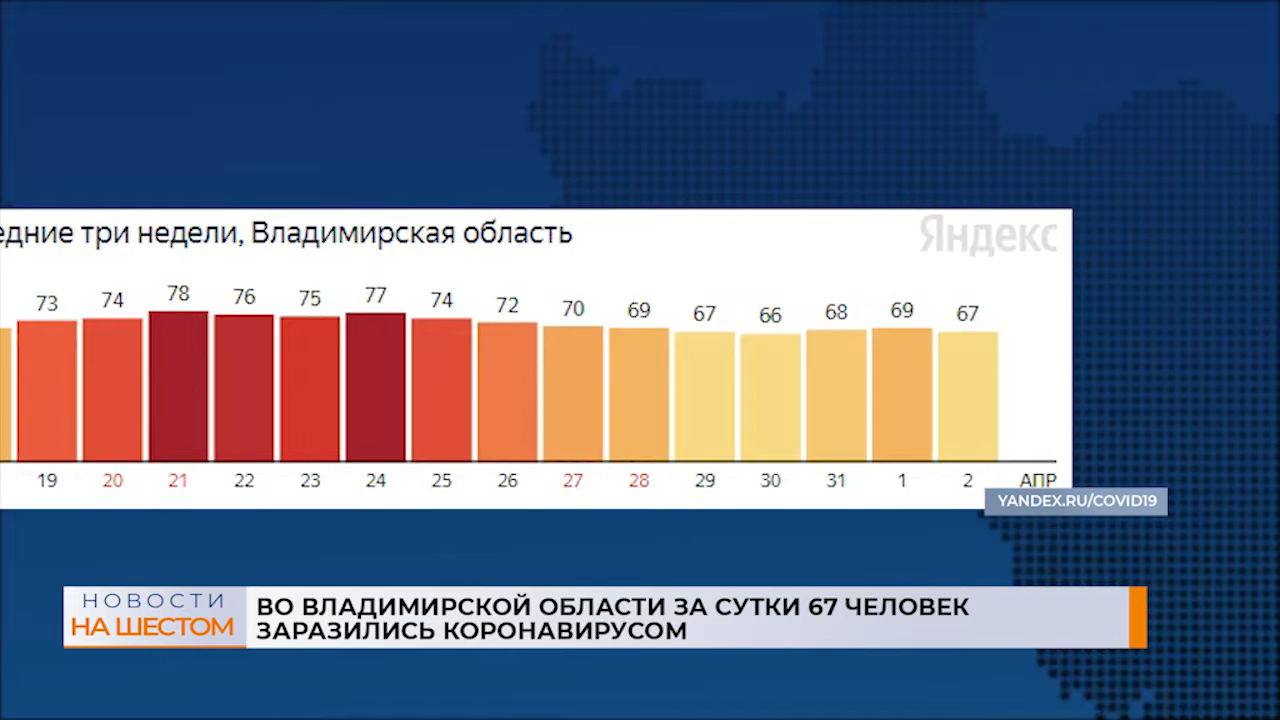 едние три недели, Владимирская область
Яндекс
73 74 78 76 75 77 74 72 70 69 67 66 68 69 67
19 20 21 22 23 24 25 26 27 28 29 30 31 1 2 АПР
YANDEX.RU/COVID19
НОВОСТИ
НА ШЕСТОМ
ВО ВЛАДИМИРСКОЙ ОБЛАСТИ ЗА СУТКИ 67 ЧЕЛОВЕК
ЗАРАЗИЛИСЬ КОРОНАВИРУСОМ